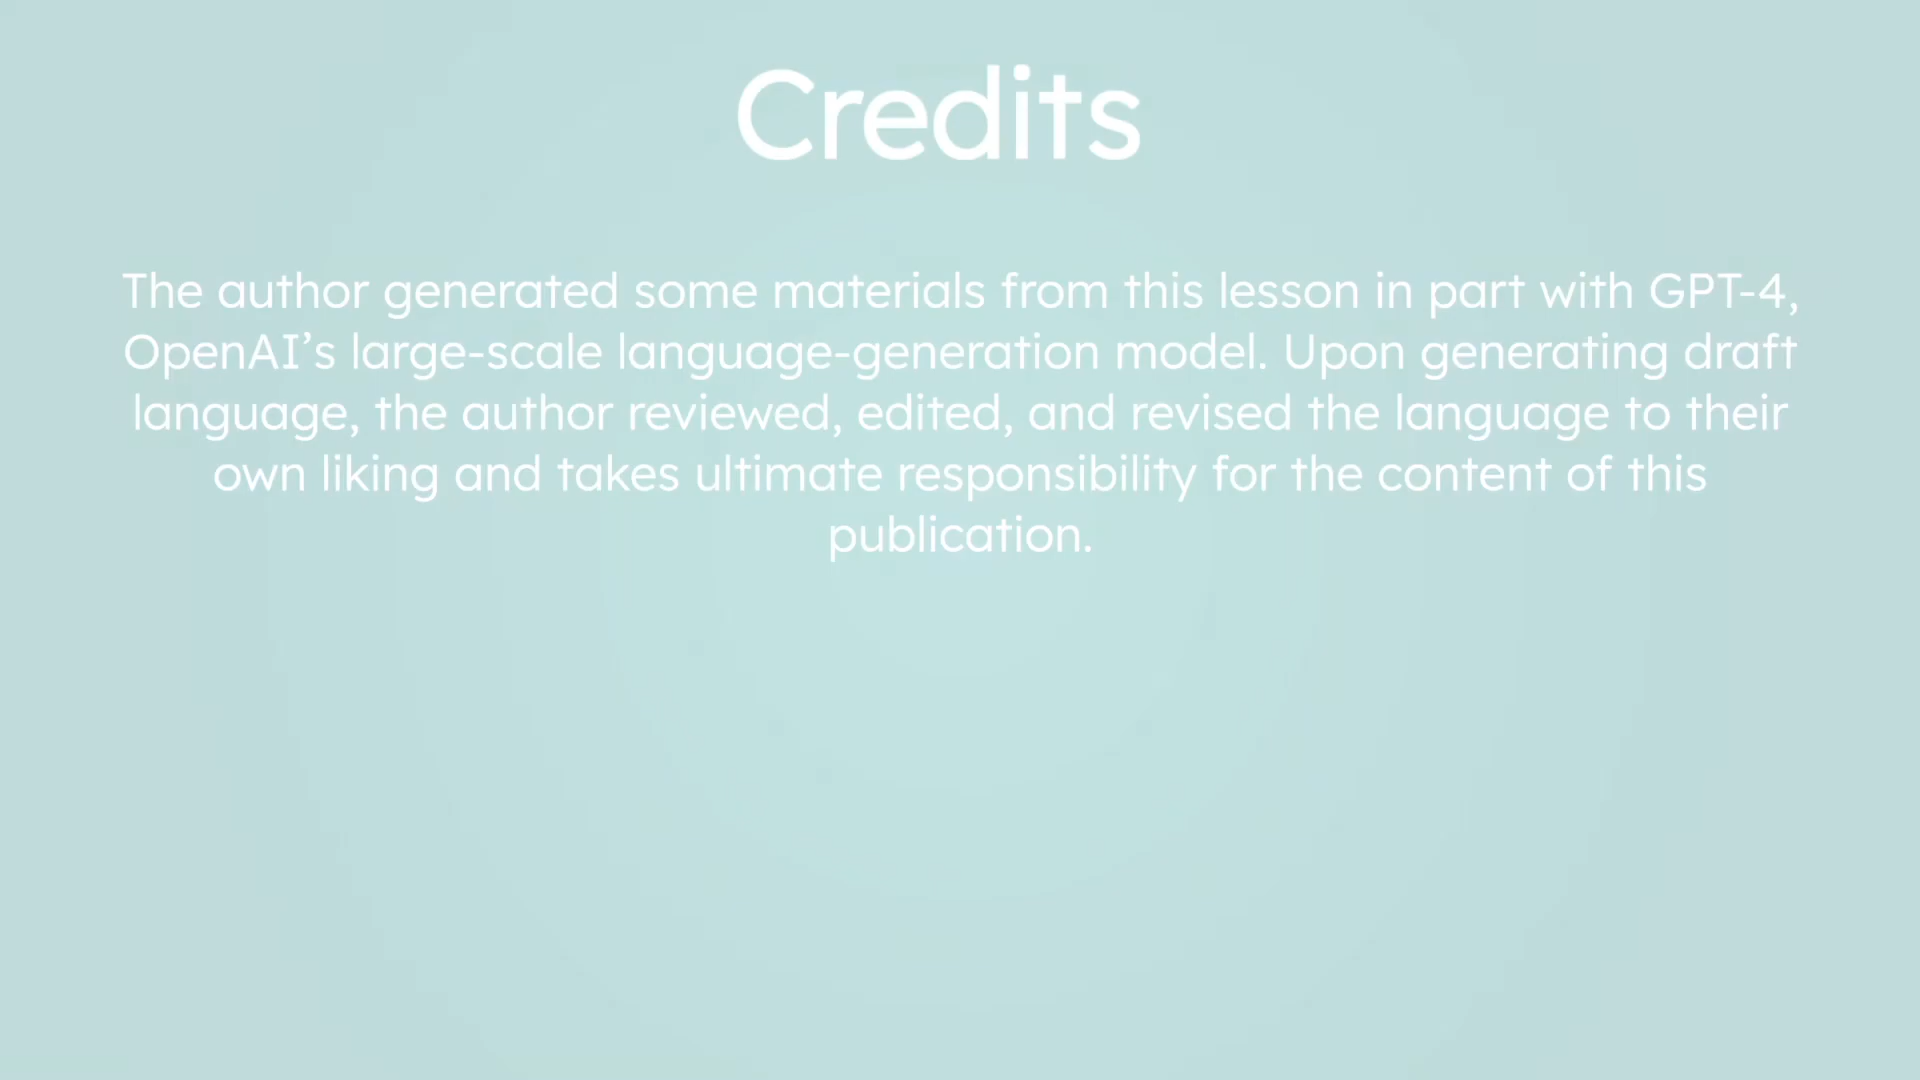 Credits
The author generated some materials from this lesson in part with GPT-4,
OpenAI’s large-scale language-generation model. Upon generating draft
language, the author reviewed, edited, and revised the language to their
own liking and takes ultimate responsibility for the content of this
publication.